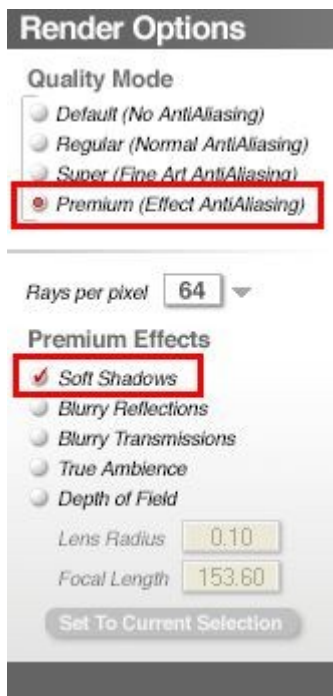 Render Options
Quality Mode
Default (No AntiAliasing)
Regular (Normal AntiAliasing)
Super (Fine Art AntiAliasing)
Premium (Effect AntiAliasing)
Rays per pixel 64
Premium Effects
Soft Shadows
Blurry Reflections
Blurry Transmissions
True Ambience
Depth of Field
Lens Radius 0.10
Focal Length 153.60
Set To Current Selection